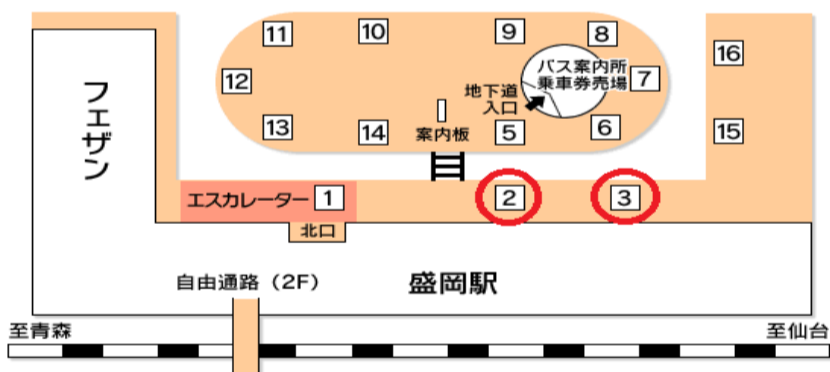 11
10
9
8
16
フェザン
12
バス案内所
乗車券売場
7
地下道
入口
13
14
案内板
5
6
15
エスカレーター
1
2
3
北口
自由通路（2F）
盛岡駅
至青森
至仙台